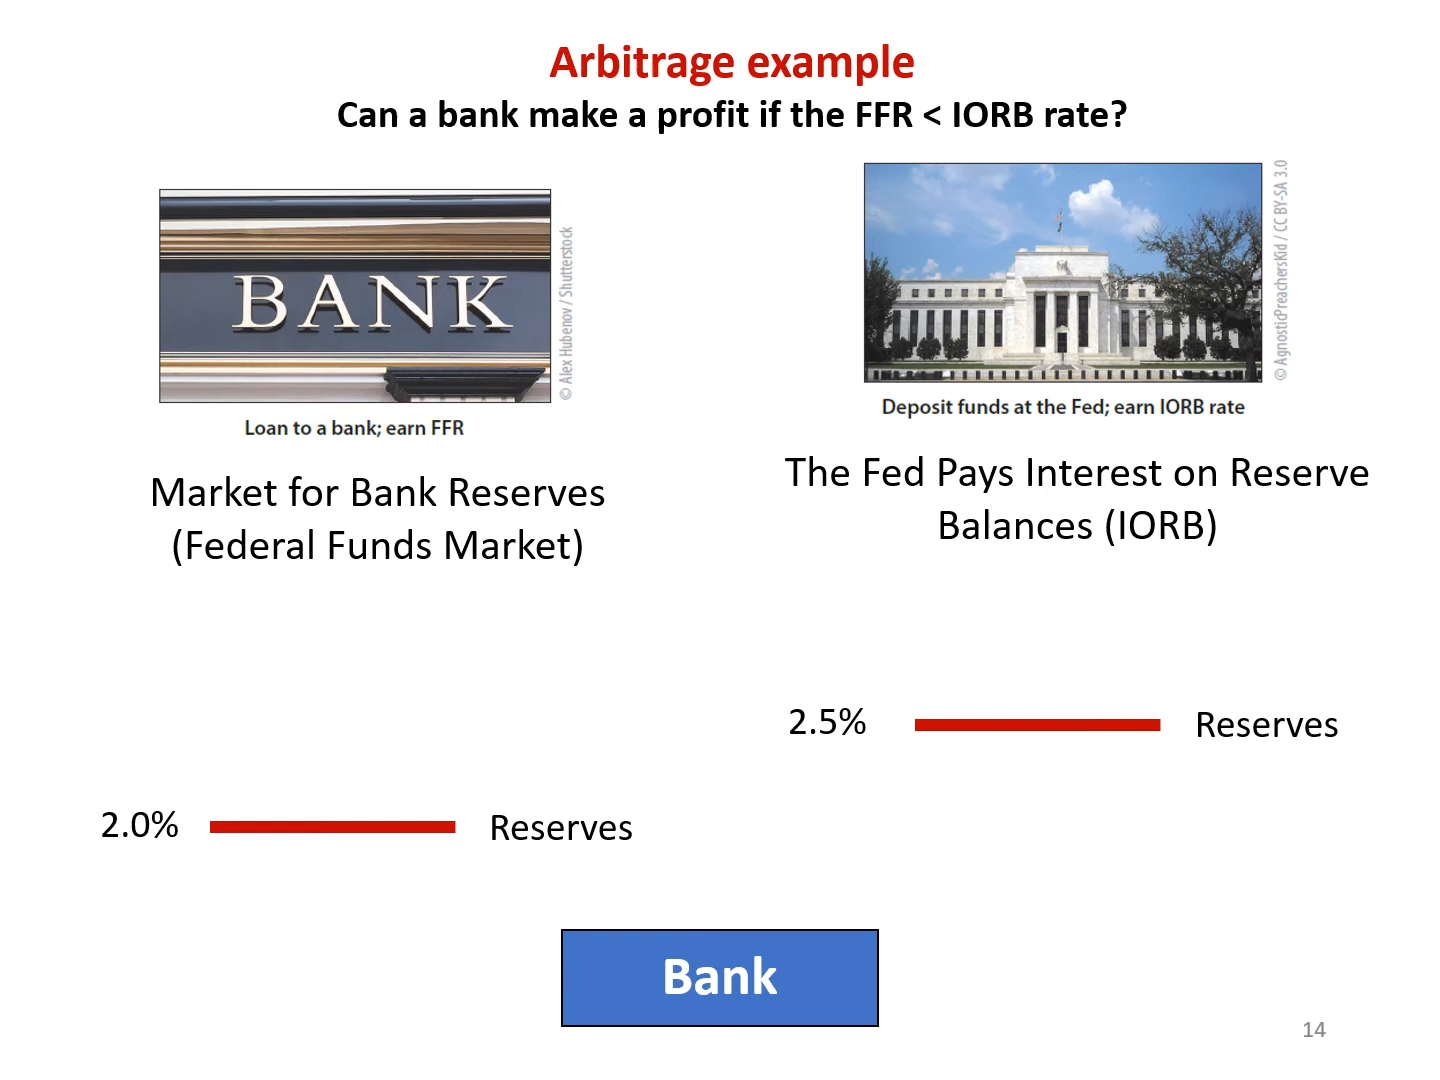 Arbitrage example
Can a bank make a profit if the FFR < IORB rate?
BANK
© Alex Hubenov / Shutterstock
Loan to a bank; earn FFR
Market for Bank Reserves
(Federal Funds Market)
© AgnosticPreachersKid / CC BY-SA 3.0
Deposit funds at the Fed; earn IORB rate
The Fed Pays Interest on Reserve
Balances (IORB)
2.5% Reserves
2.0% Reserves
Bank
14